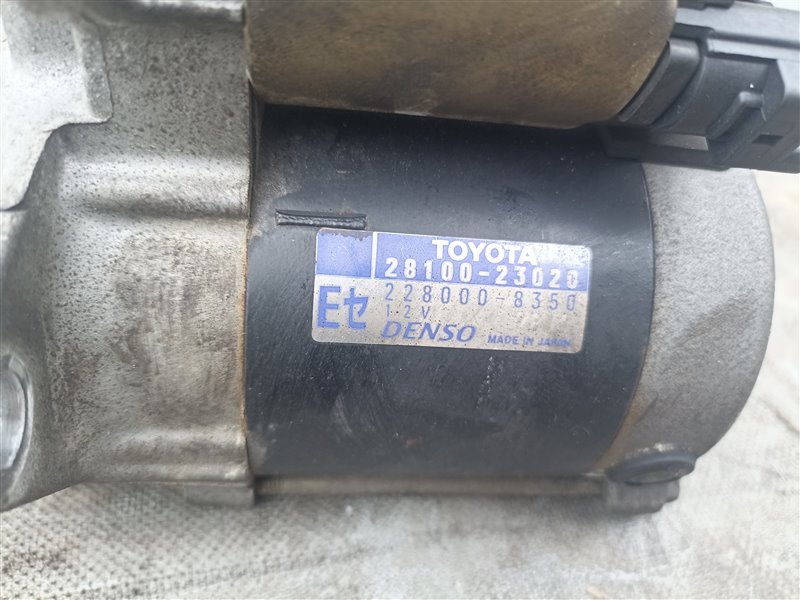 TOYOTA
28100-23020
228000-8350
12V
Eセ
DENSO MADE IN JAPAN